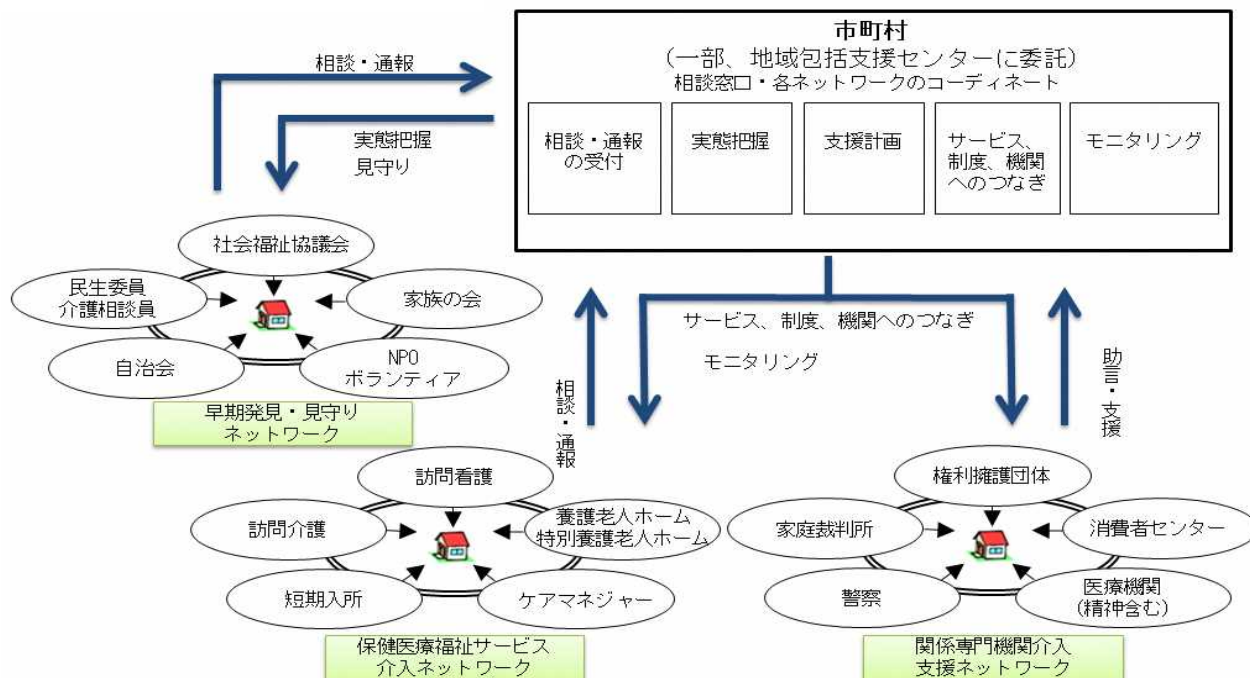 市町村
(一部、地域包括支援センターに委託)
相談窓口・各ネットワークのコーディネート
相談・通報
の受付
実態把握
支援計画
サービス、
制度、機関
へのつなぎ
モニタリング
相談・通報
実態把握
見守り
社会福祉協議会
民生委員
介護相談員
家族の会
自治会
NPO
ボランティア
早期発見・見守り
ネットワーク
サービス、制度、機関へのつなぎ
モニタリング
相談・通報
助言・支援
訪問看護
訪問介護
養護老人ホーム
特別養護老人ホーム
短期入所
ケアマネジャー
保健医療福祉サービス
介入ネットワーク
権利擁護団体
家庭裁判所
消費者センター
警察
医療機関
(精神含む)
関係専門機関介入
支援ネットワーク